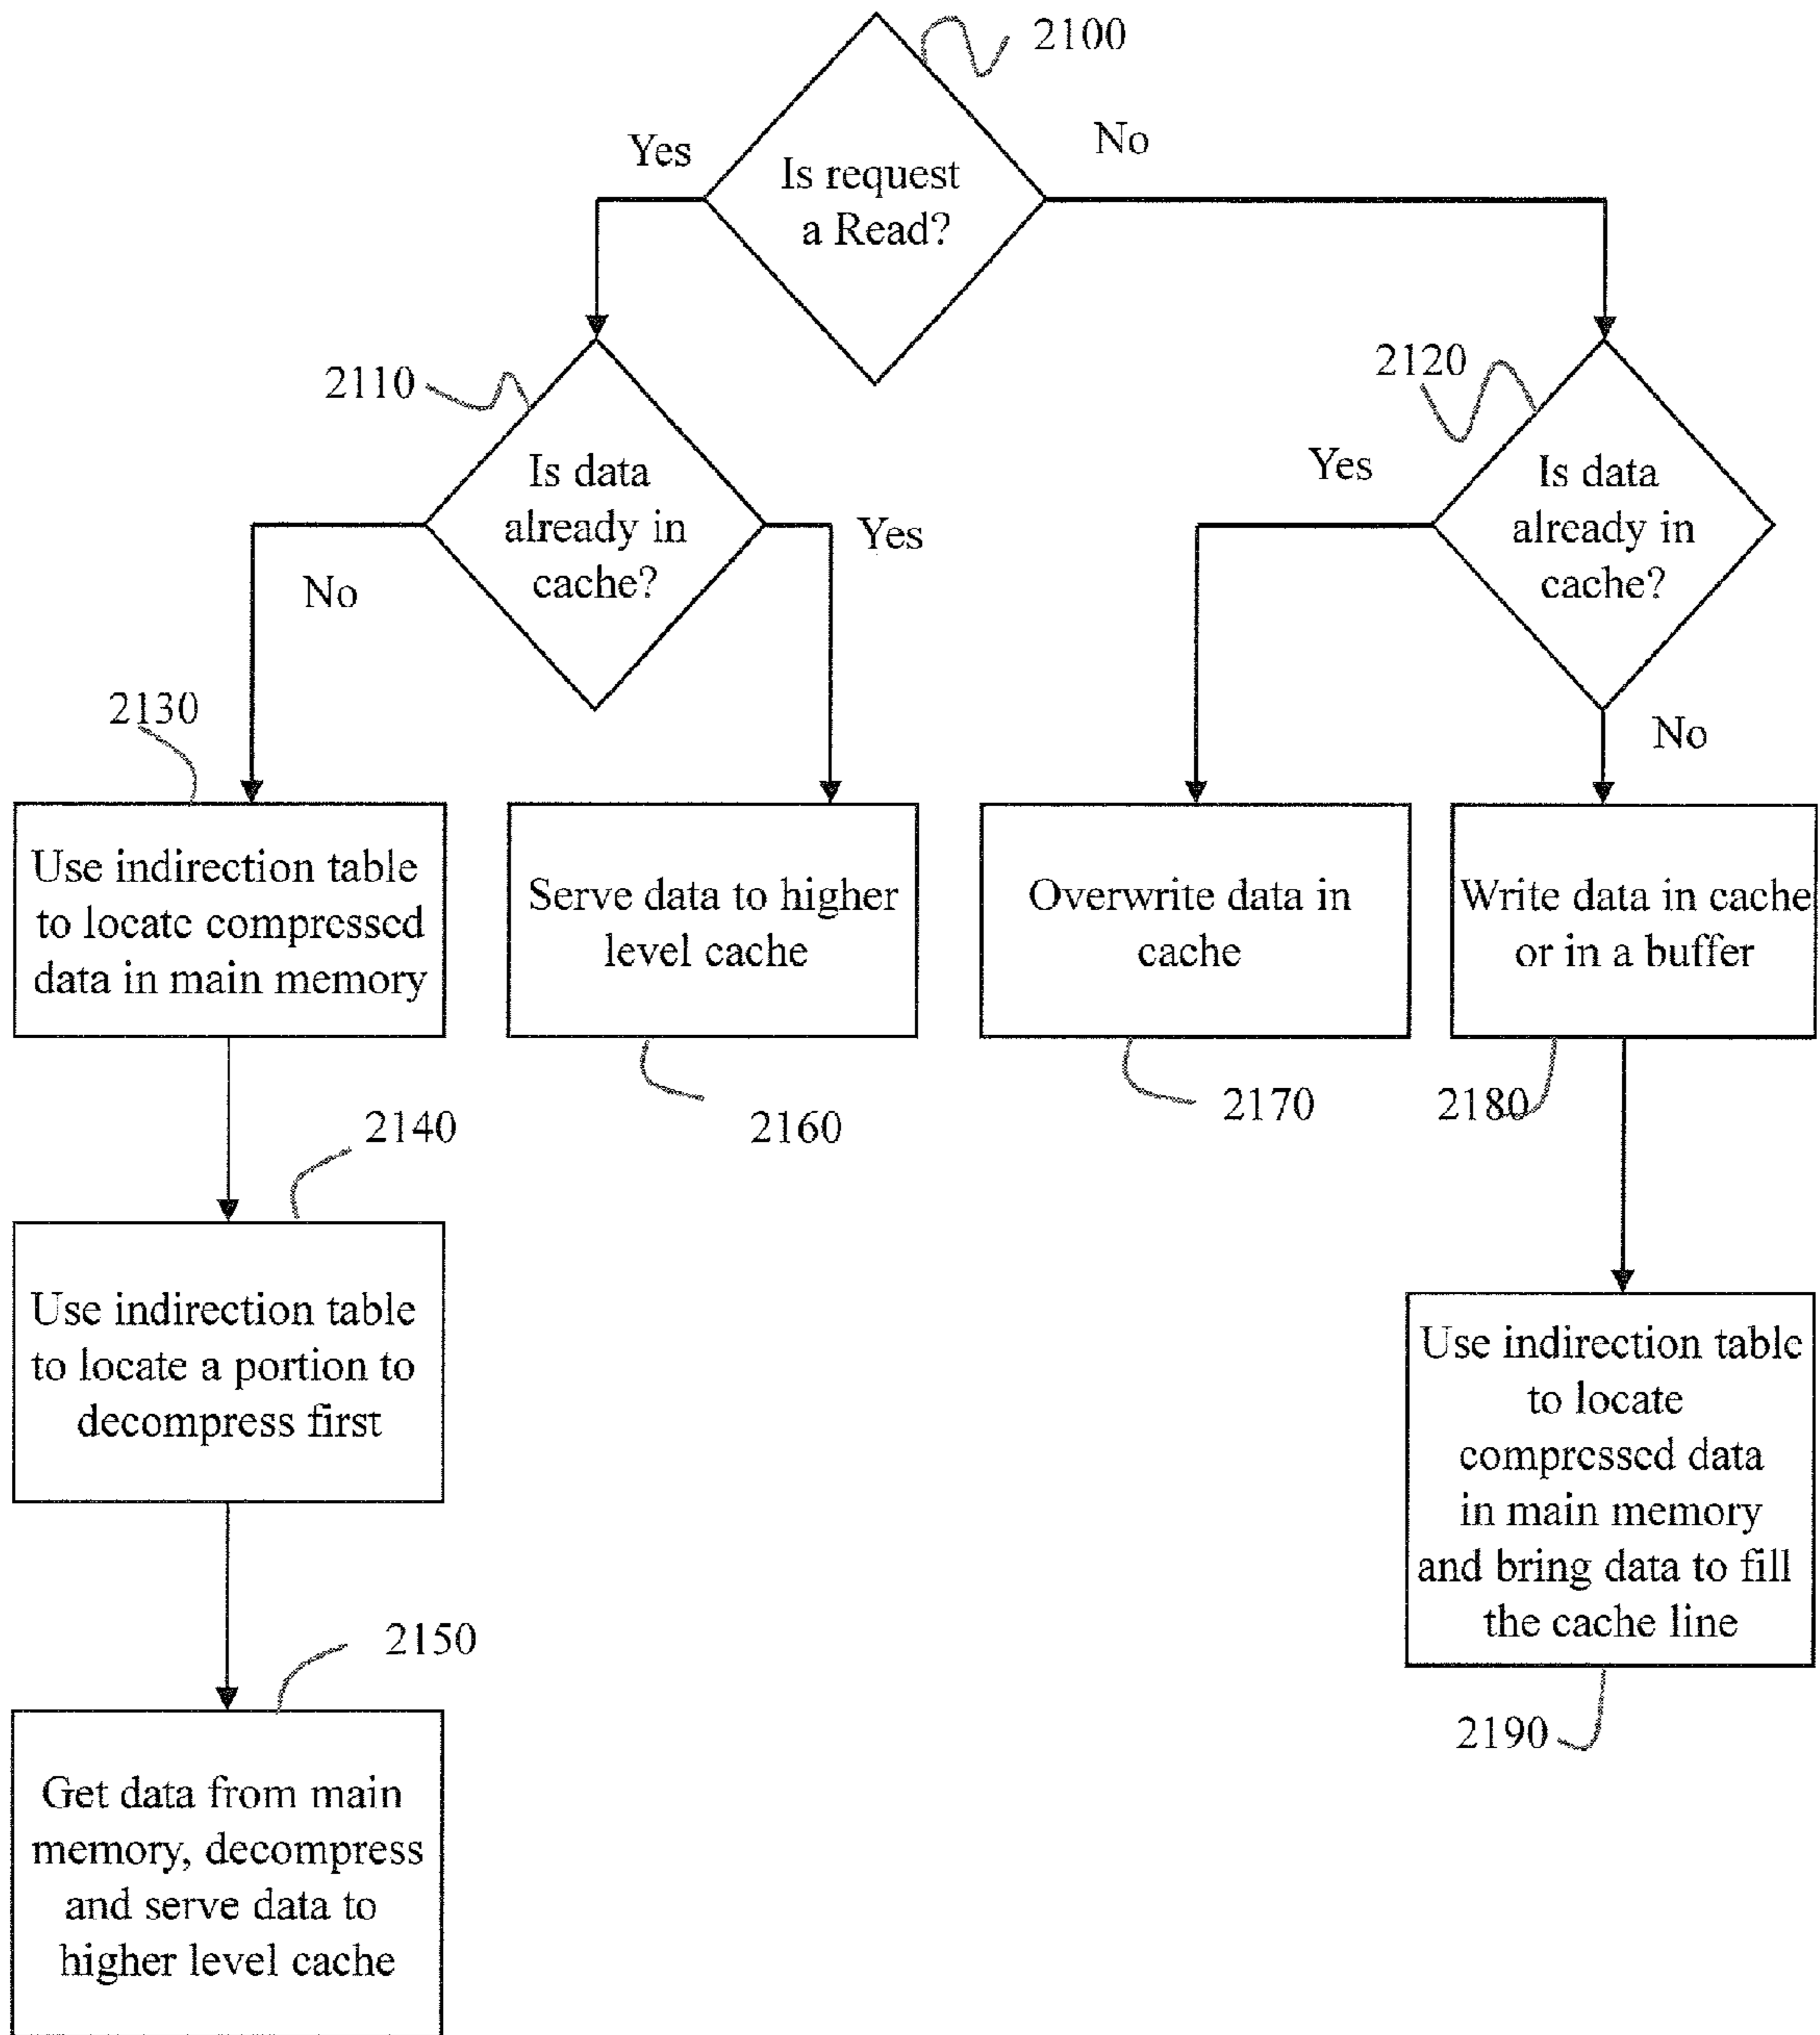 2100
Yes
No
Is request
a Read?
2110
2120
Is data
already in
cache?
Yes
No
Yes
Is data
already in
cache?
No
2130
Use indirection table
to locate compressed
data in main memory
Serve data to higher
level cache
Overwrite data in
cache
Write data in cache
or in a buffer
2140
2160
2170
2180
Use indirection table
to locate a portion to
decompress first
Use indirection table
to locate
compressed data
in main memory
and bring data to fill
the cache line
2150
2190
Get data from main
memory, decompress
and serve data to
higher level cache